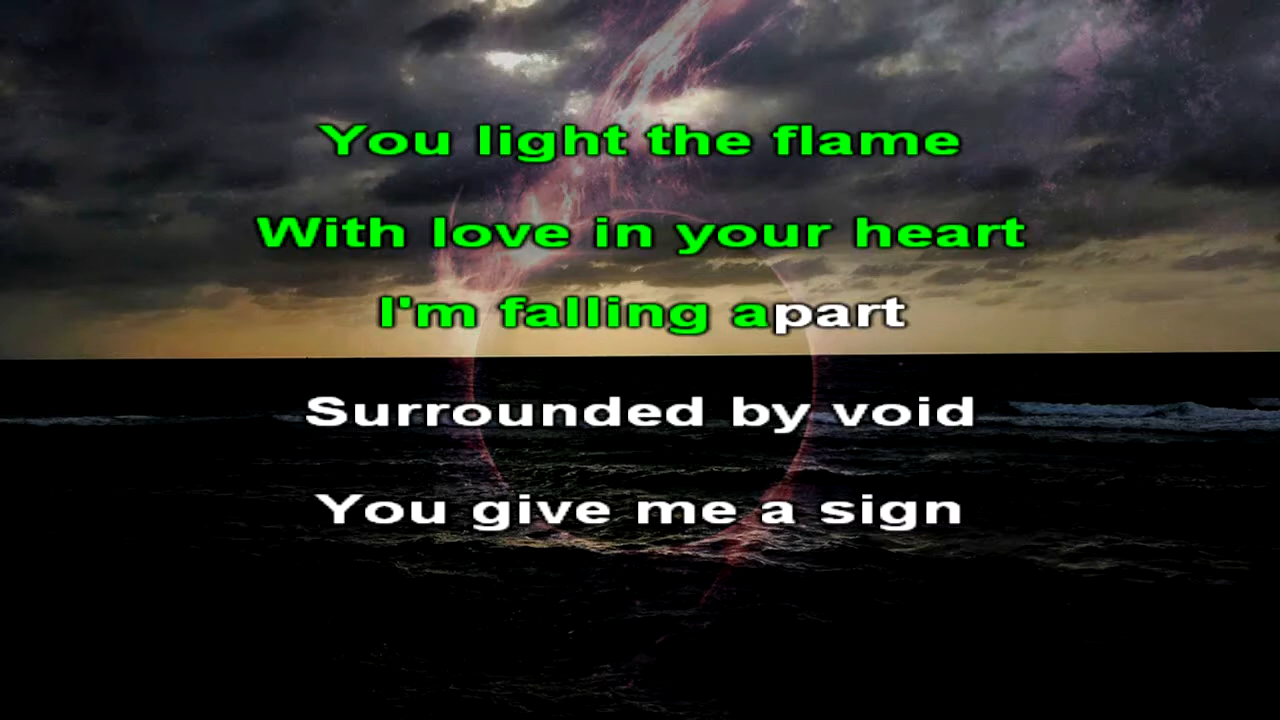 You light the flame
With love in your heart
I'm falling apart
Surrounded by void
You give me a sign